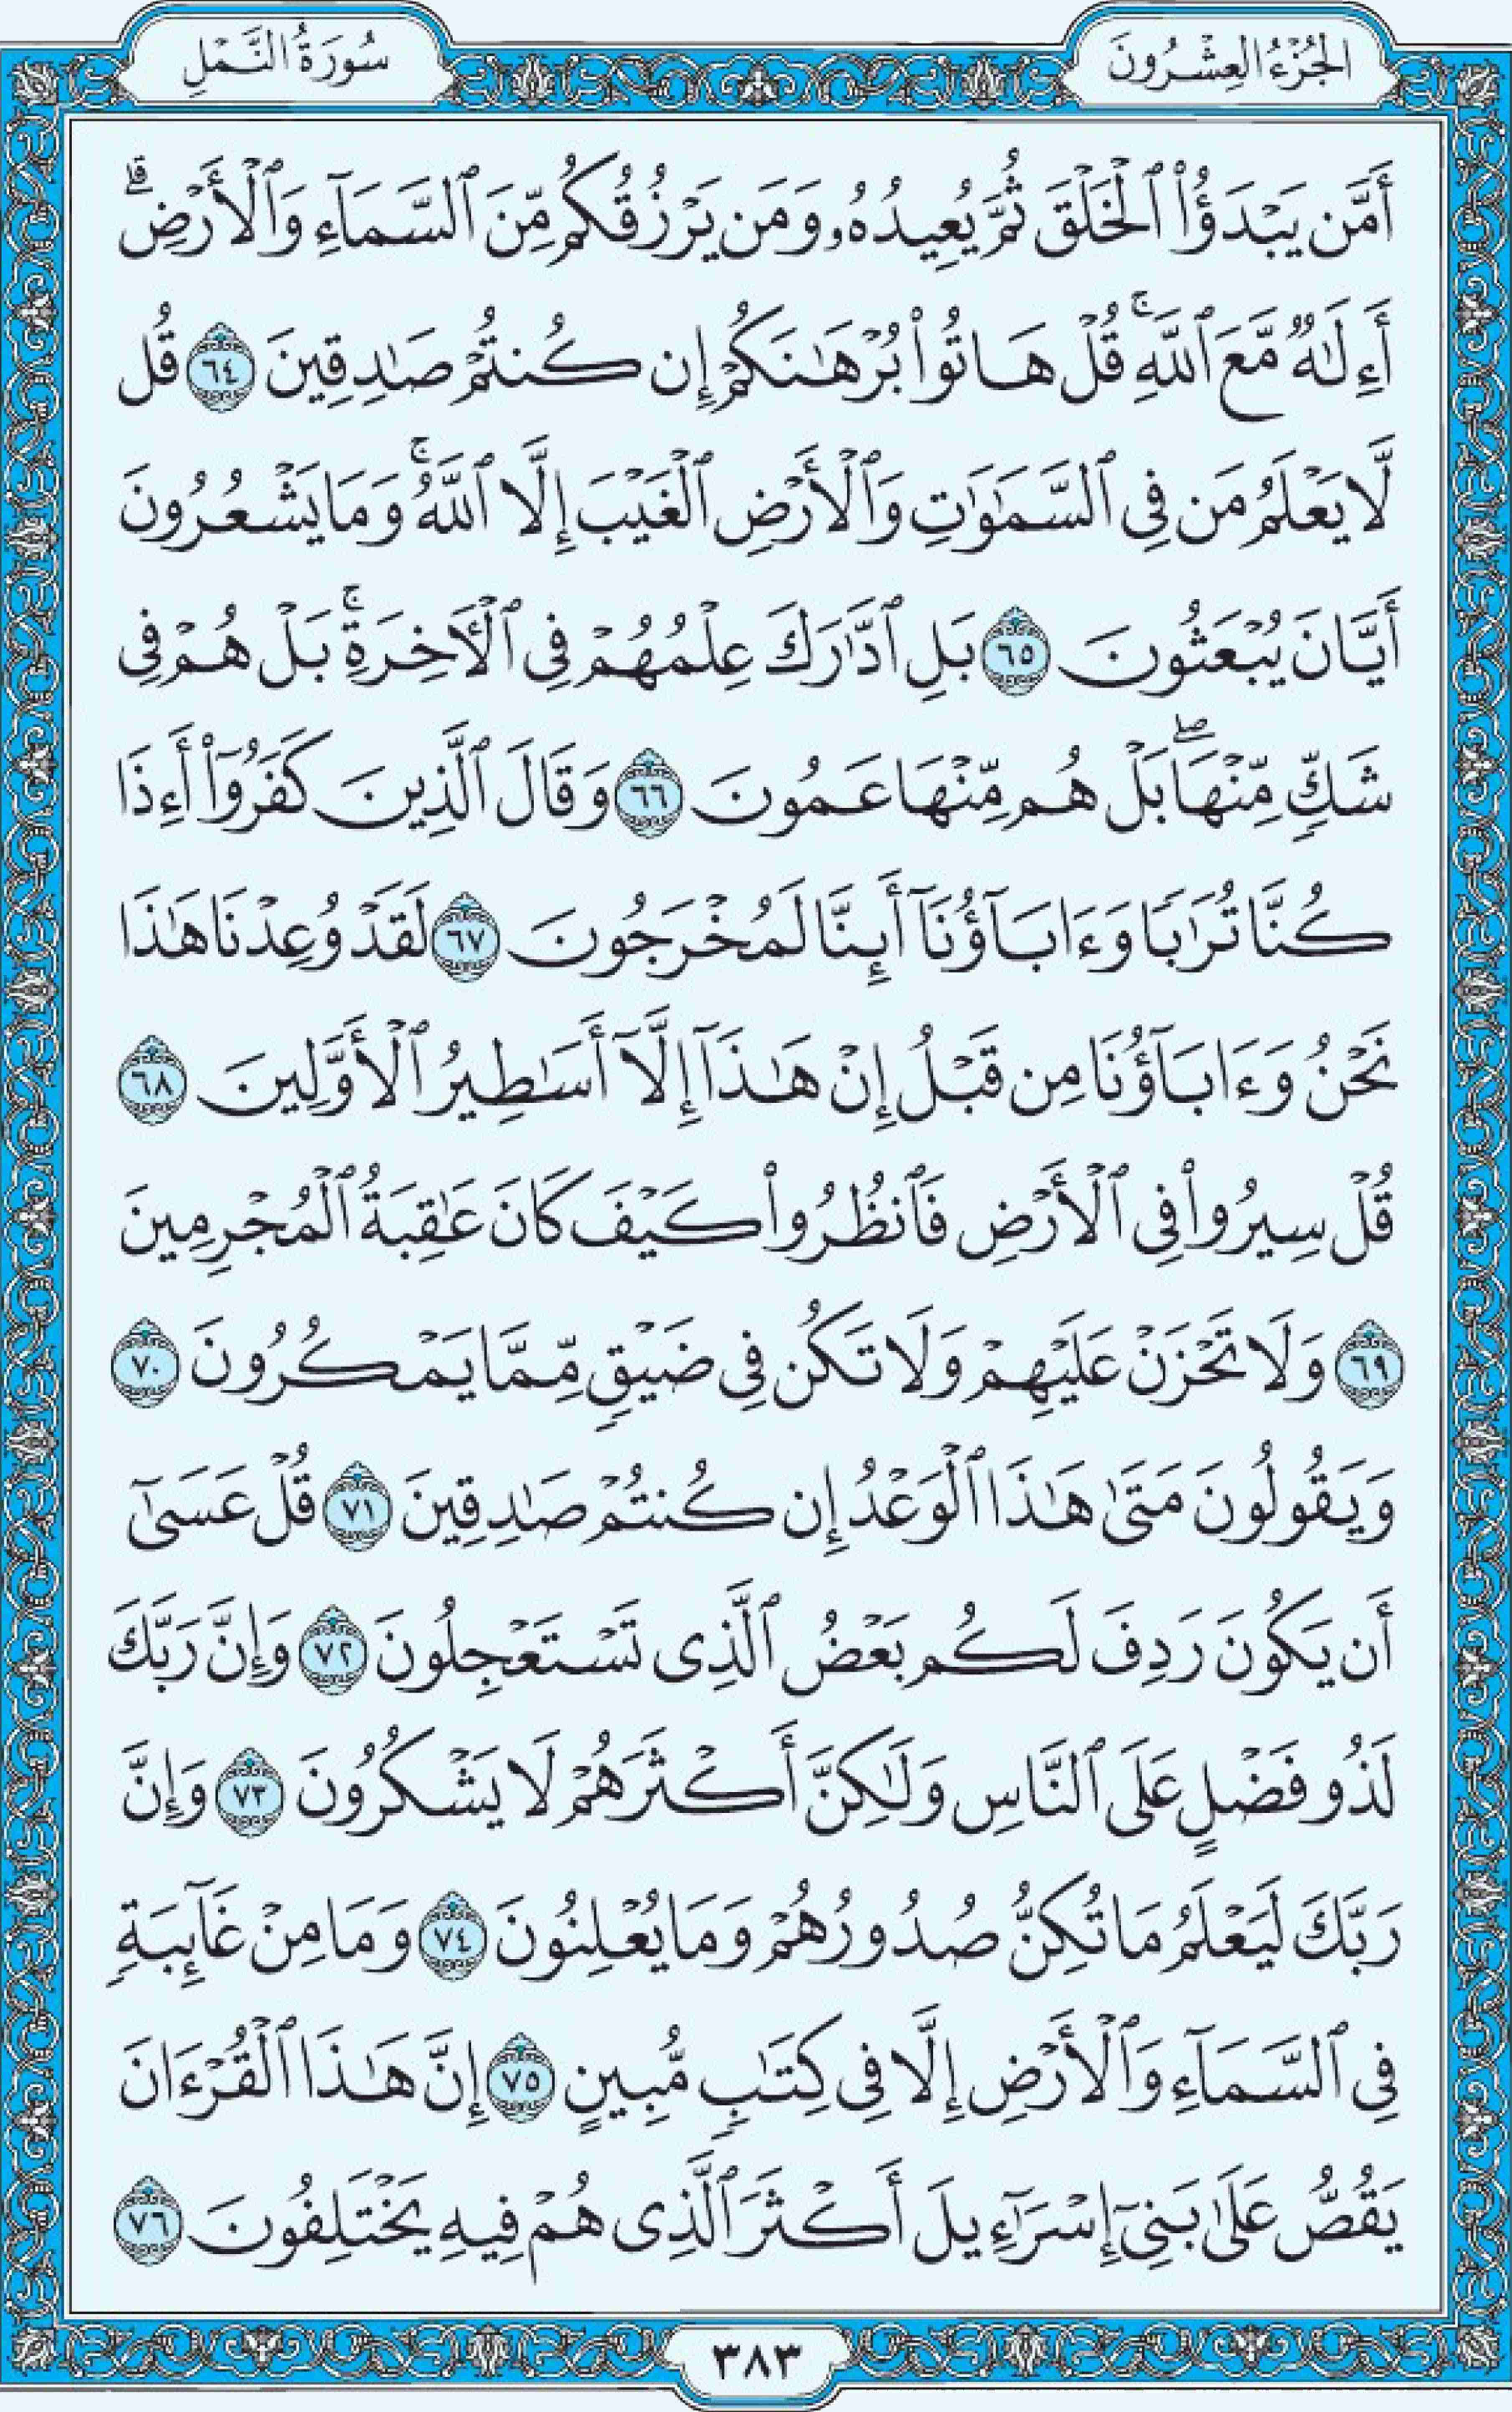 الجُزْءُ العِشْرُونَ
سُورَةُ النَّمْلِ
أَمَّن يَبْدَؤُاْ ٱلْخَلْقَ ثُمَّ يُعِيدُهُۥ وَمَن يَرْزُقُكُم مِّنَ ٱلسَّمَآءِ وَٱلْأَرْضِۗ
أَءِلَٰهٌ مَّعَ ٱللَّهِۚ قُلْ هَاتُواْ بُرْهَٰنَكُمْ إِن كُنتُمْ صَٰدِقِينَ ٦٤ قُل
لَّا يَعْلَمُ مَن فِى ٱلسَّمَٰوَٰتِ وَٱلْأَرْضِ ٱلْغَيْبَ إِلَّا ٱللَّهُۚ وَمَا يَشْعُرُونَ
أَيَّانَ يُبْعَثُونَ ٦٥ بَلِ ٱدَّٰرَكَ عِلْمُهُمْ فِى ٱلْأَخِرَةِۚ بَلْ هُمْ فِى
شَكٍّ مِّنْهَاۖ بَلْ هُم مِّنْهَا عَمُونَ ٦٦ وَقَالَ ٱلَّذِينَ كَفَرُوٓاْ أَءِذَا
كُنَّا تُرَٰبًا وَءَابَآؤُنَآ أَئِنَّا لَمُخْرَجُونَ ٦٧ لَقَدْ وُعِدْنَا هَٰذَا
نَحْنُ وَءَابَآؤُنَا مِن قَبْلُ إِنْ هَٰذَآ إِلَّآ أَسَٰطِيرُ ٱلْأَوَّلِينَ ٦٨
قُلْ سِيرُواْ فِى ٱلْأَرْضِ فَٱنظُرُواْ كَيْفَ كَانَ عَٰقِبَةُ ٱلْمُجْرِمِينَ
٦٩ وَلَا تَحْزَنْ عَلَيْهِمْ وَلَا تَكُن فِى ضَيْقٍ مِّمَّا يَمْكُرُونَ ٧٠
وَيَقُولُونَ مَتَىٰ هَٰذَا ٱلْوَعْدُ إِن كُنتُمْ صَٰدِقِينَ ٧١ قُلْ عَسَىٰٓ
أَن يَكُونَ رَدِفَ لَكُم بَعْضُ ٱلَّذِى تَسْتَعْجِلُونَ ٧٢ وَإِنَّ رَبَّكَ
لَذُو فَضْلٍ عَلَى ٱلنَّاسِ وَلَٰكِنَّ أَكْثَرَهُمْ لَا يَشْكُرُونَ ٧٣ وَإِنَّ
رَبَّكَ لَيَعْلَمُ مَا تُكِنُّ صُدُورُهُمْ وَمَا يُعْلِنُونَ ٧٤ وَمَا مِنْ غَآئِبَةٍ
فِى ٱلسَّمَآءِ وَٱلْأَرْضِ إِلَّا فِى كِتَٰبٍ مُّبِينٍ ٧٥ إِنَّ هَٰذَا ٱلْقُرْءَانَ
يَقُصُّ عَلَىٰ بَنِىٓ إِسْرَٰٓءِيلَ أَكْثَرَ ٱلَّذِى هُمْ فِيهِ يَخْتَلِفُونَ ٧٦
٣٨٣